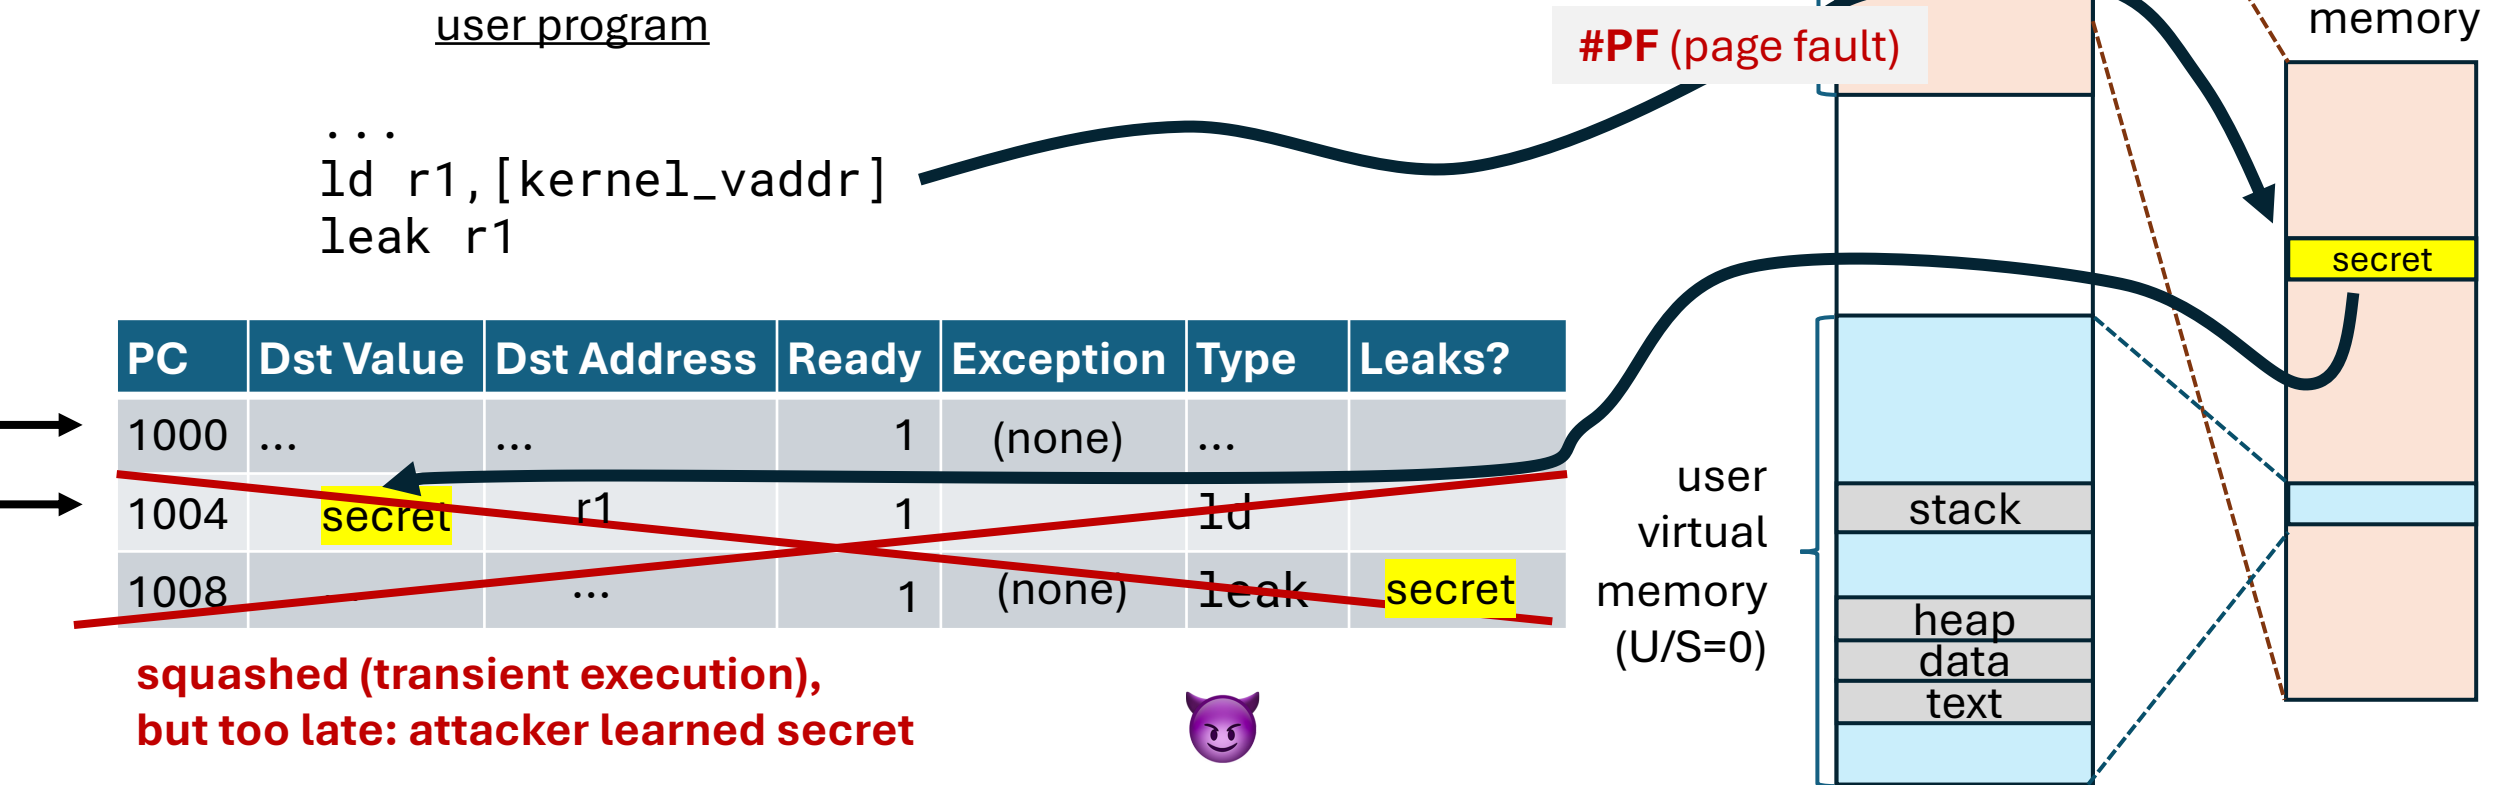 user program
...
ld r1,[kernel_vaddr]
leak r1
#PF (page fault)
memory
secret
PC Dst Value Dst Address Ready Exception Type Leaks?
1000 ... ... 1 (none) ...
1004 secret r1 1 ld
1008 ... ... 1 (none) leak secret
squashed (transient execution),
but too late: attacker learned secret
user
virtual
memory
(U/S=0)
stack
heap
data
text